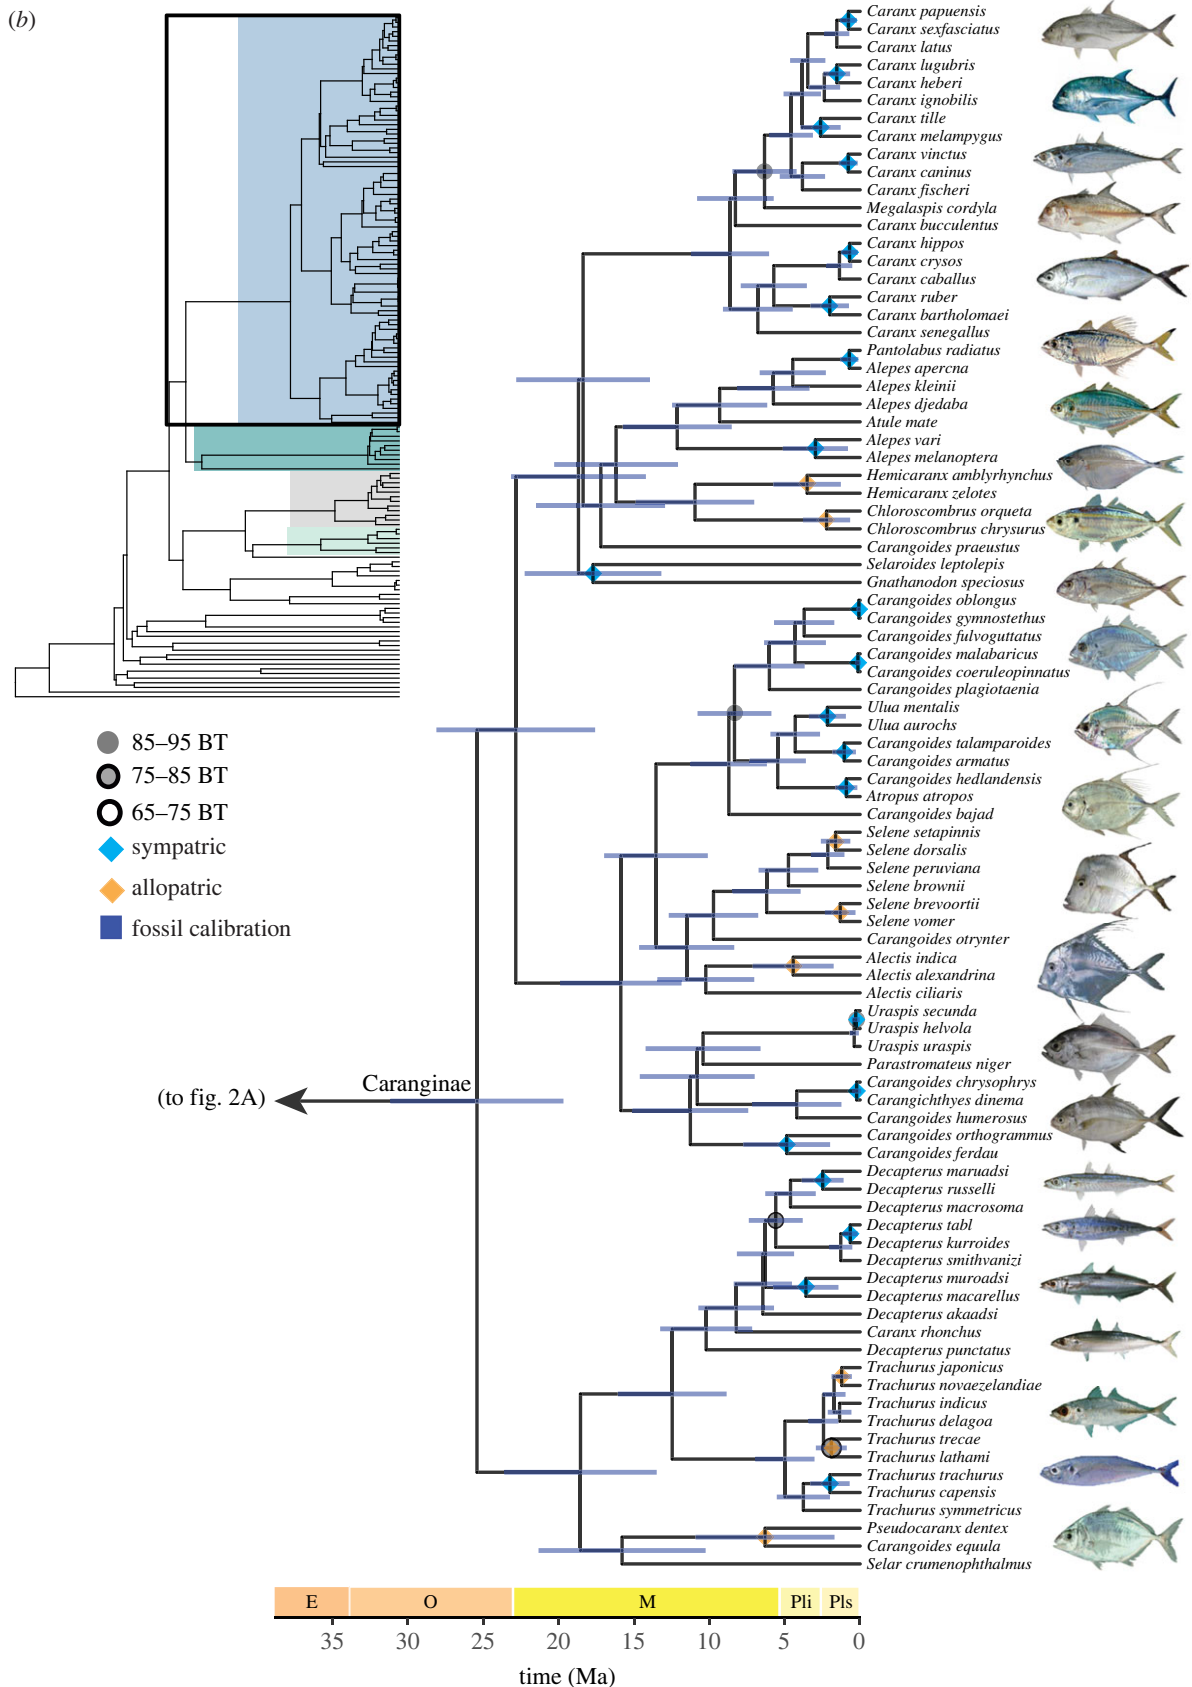 (b)
Caranx papuensis
Caranx sexfasciatus
Caranx latus
Caranx lugubris
Caranx heberi
Caranx ignobilis
Caranx tille
Caranx melampygus
Caranx vinctus
Caranx caninus
Caranx fischeri
Megalaspis cordyla
Caranx bucculentus
Caranx hippos
Caranx crysos
Caranx caballus
Caranx ruber
Caranx bartholomaei
Caranx senegallus
Pantolabus radiatus
Alepes apercna
Alepes kleinii
Alepes djedaba
Atule mate
Alepes vari
Alepes melanoptera
Hemicaranx amblyrhynchus
Hemicaranx zelotes
Chloroscombrus orqueta
Chloroscombrus chrysurus
Carangoides praeustus
Selaroides leptolepis
Gnathanodon speciosus
Carangoides oblongus
Carangoides gymnostethus
Carangoides fulvoguttatus
Carangoides malabaricus
Carangoides coeruleopinnatus
Carangoides plagiotaenia
Ulua mentalis
Ulua aurochs
Carangoides talamparoides
Carangoides armatus
Carangoides hedlandensis
Atropus atropos
Carangoides bajad
Selene setapinnis
Selene dorsalis
Selene peruviana
Selene brownii
Selene brevoortii
Selene vomer
Carangoides otrynter
Alectis indica
Alectis alexandrina
Alectis ciliaris
Uraspis secunda
Uraspis helvola
Uraspis uraspis
Parastromateus niger
Carangoides chrysophrys
Carangichthyes dinema
Carangoides humerosus
Carangoides orthogrammus
Carangoides ferdau
Decapterus maruadsi
Decapterus russelli
Decapterus macrosoma
Decapterus tabl
Decapterus kurroides
Decapterus smithvanizi
Decapterus muroadsi
Decapterus macarellus
Decapterus akaadsi
Caranx rhonchus
Decapterus punctatus
Trachurus japonicus
Trachurus novaezelandiae
Trachurus indicus
Trachurus delagoa
Trachurus trecae
Trachurus lathami
Trachurus trachurus
Trachurus capensis
Trachurus symmetricus
Pseudocaranx dentex
Carangoides equula
Selar crumenophthalmus
85–95 BT
75–85 BT
65–75 BT
sympatric
allopatric
fossil calibration
Caranginae
(to fig. 2A)
E O M Pli Pls
35 30 25 20 15 10 5 0
time (Ma)